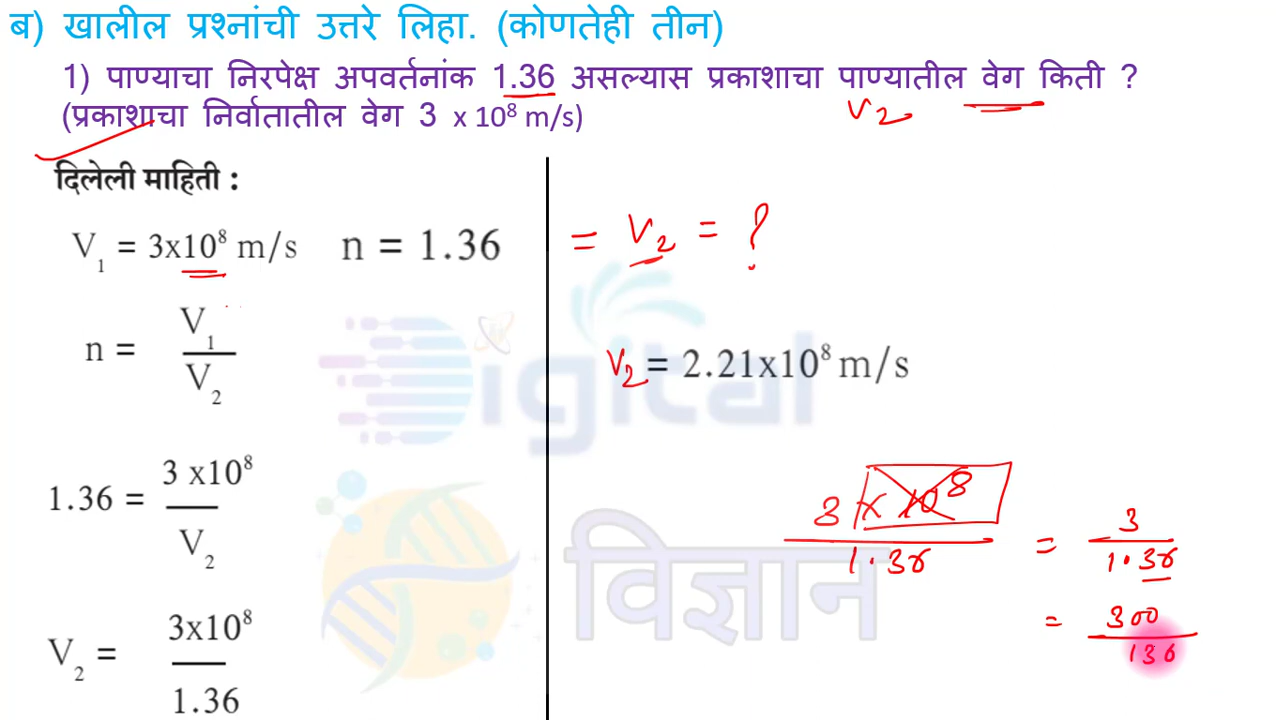 ब) खालील प्रश्नांची उत्तरे लिहा. (कोणतेही तीन)
1) पाण्याचा निरपेक्ष अपवर्तनांक 1.36 असल्यास प्रकाशाचा पाण्यातील वेग किती ?
(प्रकाशाचा निर्वातातील वेग 3 x 10⁸ m/s)
V₂
दिलेली माहिती :
V₁ = 3x10⁸ m/s n = 1.36
n = V₁
V₂
1.36 = 3 x10⁸
V₂
V₂ = 3x10⁸
1.36
= V₂ = ?
V₂ = 2.21x10⁸ m/s
3 x 10⁸
1.36
= 3
1.36
= 300
136
Digital
विज्ञान